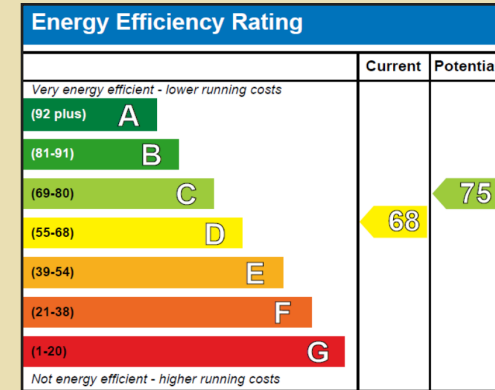 Energy Efficiency Rating
Current Potentia
Very energy efficient - lower running costs
(92 plus) A
(81-91) B
(69-80) C
75
(55-68) D
68
(39-54) E
(21-38) F
(1-20) G
Not energy efficient - higher running costs